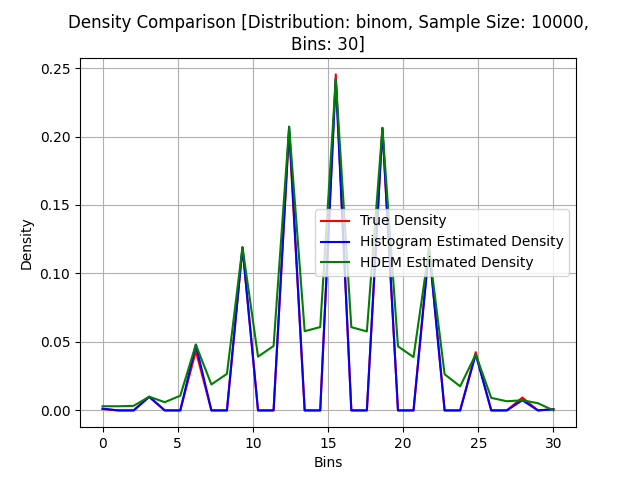 Density Comparison [Distribution: binom, Sample Size: 10000,
Bins: 30]
0.25
0.20
0.15
0.10
0.05
0.00
Density
True Density
Histogram Estimated Density
HDEM Estimated Density
0 5 10 15 20 25 30
Bins